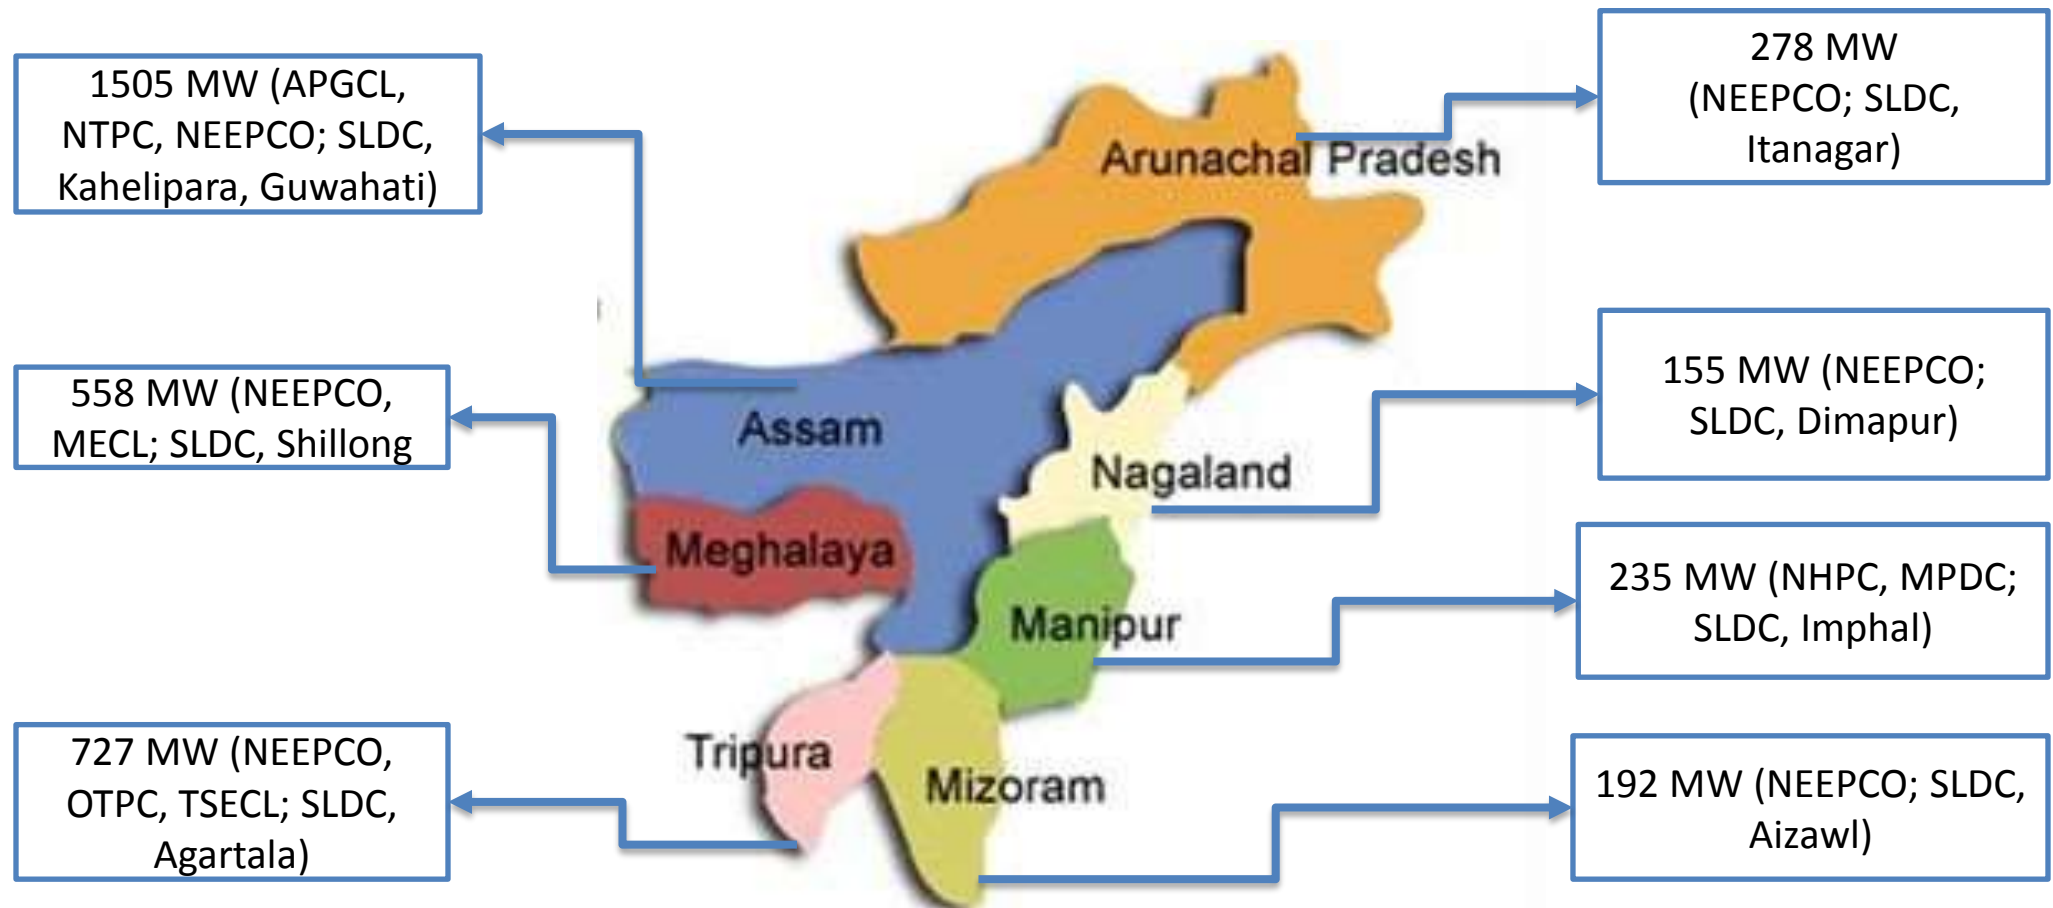 1505 MW (APGCL,
NTPC, NEEPCO; SLDC,
Kahelipara, Guwahati)
278 MW
(NEEPCO; SLDC,
Itanagar)
Arunachal Pradesh
558 MW (NEEPCO,
MECL; SLDC, Shillong
Assam
155 MW (NEEPCO;
SLDC, Dimapur)
Nagaland
Meghalaya
235 MW (NHPC, MPDC;
SLDC, Imphal)
Manipur
727 MW (NEEPCO,
OTPC, TSECL; SLDC,
Agartala)
Tripura
Mizoram
192 MW (NEEPCO; SLDC,
Aizawl)